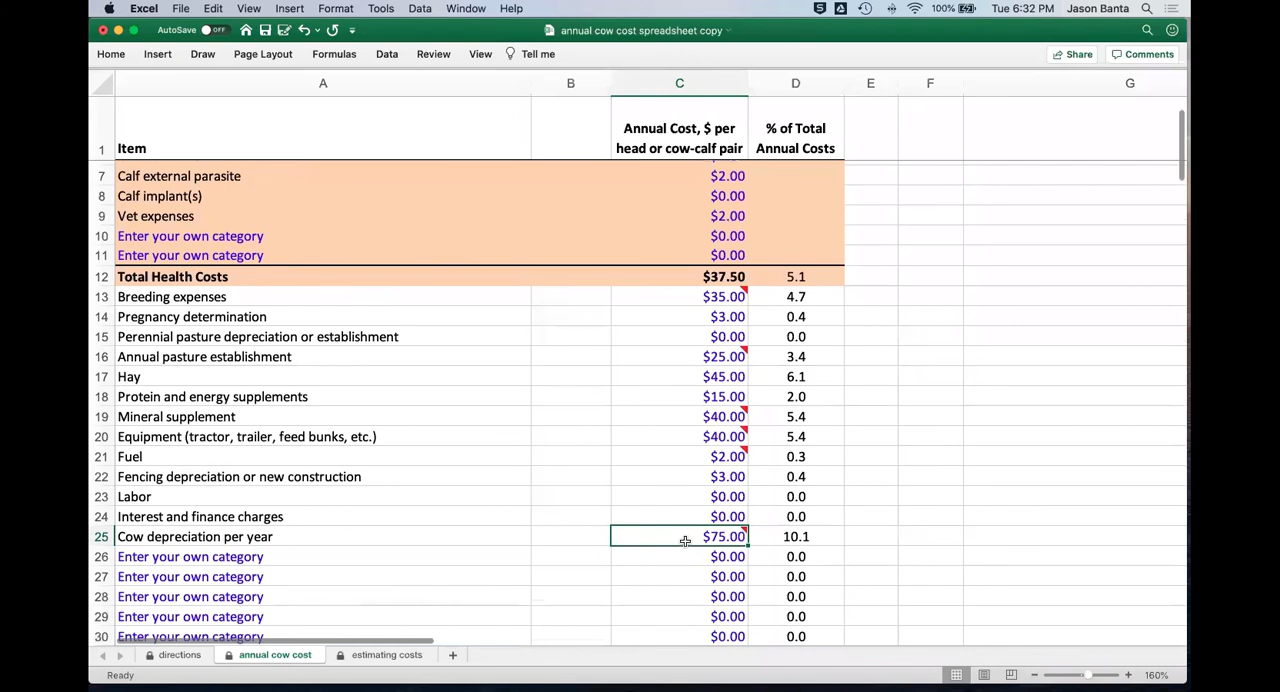 Excel File Edit View Insert Format Tools Data Window Help 100% Tue 6:32 PM Jason Banta
AutoSave OFF annual cow cost spreadsheet copy
Home Insert Draw Page Layout Formulas Data Review View Tell me Share Comments
A B C D E F G
Annual Cost, $ per % of Total
1 Item head or cow-calf pair Annual Costs
7 Calf external parasite $2.00
8 Calf implant(s) $0.00
9 Vet expenses $2.00
10 Enter your own category $0.00
11 Enter your own category $0.00
12 Total Health Costs $37.50 5.1
13 Breeding expenses $35.00 4.7
14 Pregnancy determination $3.00 0.4
15 Perennial pasture depreciation or establishment $0.00 0.0
16 Annual pasture establishment $25.00 3.4
17 Hay $45.00 6.1
18 Protein and energy supplements $15.00 2.0
19 Mineral supplement $40.00 5.4
20 Equipment (tractor, trailer, feed bunks, etc.) $40.00 5.4
21 Fuel $2.00 0.3
22 Fencing depreciation or new construction $3.00 0.4
23 Labor $0.00 0.0
24 Interest and finance charges $0.00 0.0
25 Cow depreciation per year $75.00 10.1
26 Enter your own category $0.00 0.0
27 Enter your own category $0.00 0.0
28 Enter your own category $0.00 0.0
29 Enter your own category $0.00 0.0
30 Enter your own category $0.00 0.0
directions annual cow cost estimating costs +
Ready 160%